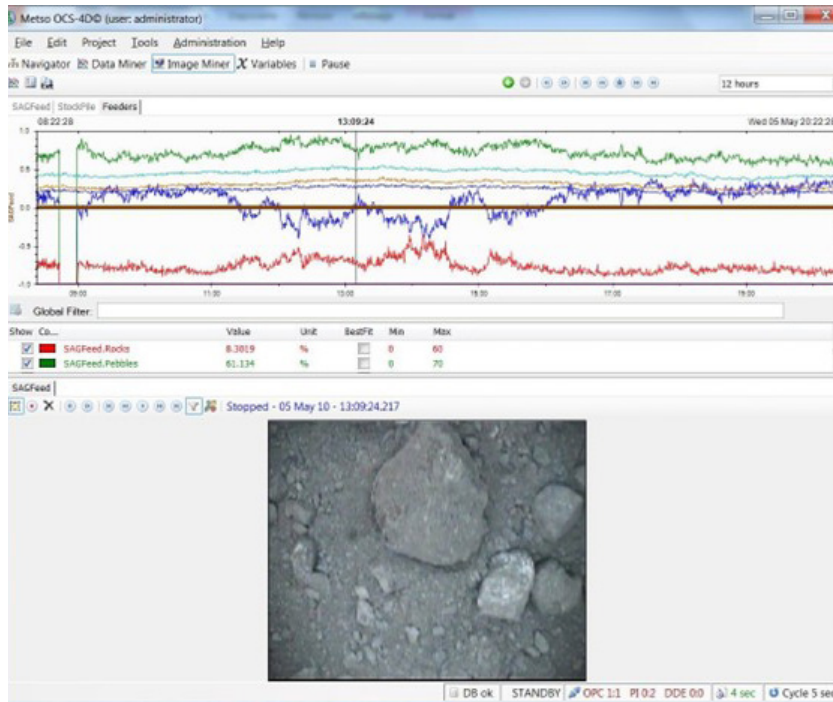 Metso OCS-4D© (user: administrator)
File Edit Project Tools Administration Help
Navigator Data Miner Image Miner X Variables Pause
12 hours
SAGFeed StockPile Feeders
08:22:28 13:09:24 Wed 05 May 20:22:28
1.0
0.5
0.0
-0.5
-1.0
SAGFeed
09:00 11:00 13:00 15:00 17:00 19:00
Global Filter:
Show Co... Value Unit BestFit Min Max
SAGFeed.Rocks 8.3019 % 0 60
SAGFeed.Pebbles 61.134 % 0 70
SAGFeed
Stopped - 05 May 10 - 13:09:24.217
DB ok STANDBY OPC 1:1 PI 0:2 DDE 0:0 4 sec Cycle 5 sec